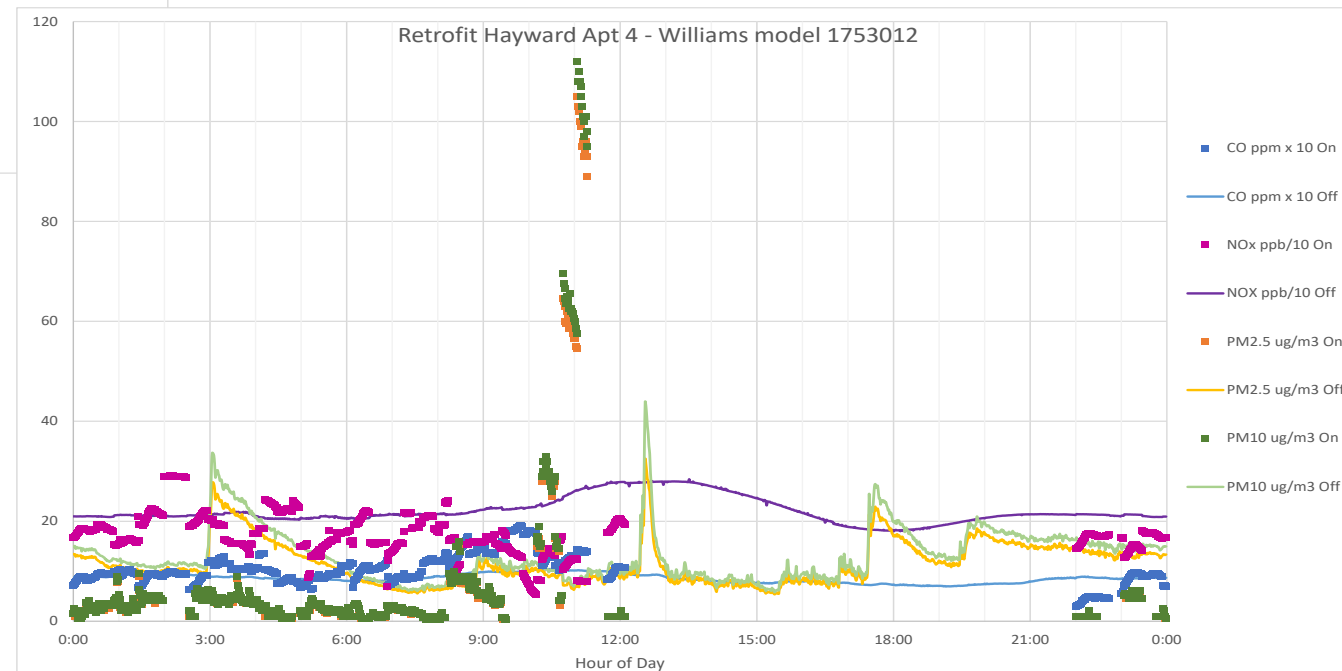 Retrofit Hayward Apt 4 - Williams model 1753012
120
100
80
60
40
20
0
0:00 3:00 6:00 9:00 12:00 15:00 18:00 21:00 0:00
Hour of Day
CO ppm x 10 On
CO ppm x 10 Off
NOx ppb/10 On
NOX ppb/10 Off
PM2.5 ug/m3 On
PM2.5 ug/m3 Off
PM10 ug/m3 On
PM10 ug/m3 Off